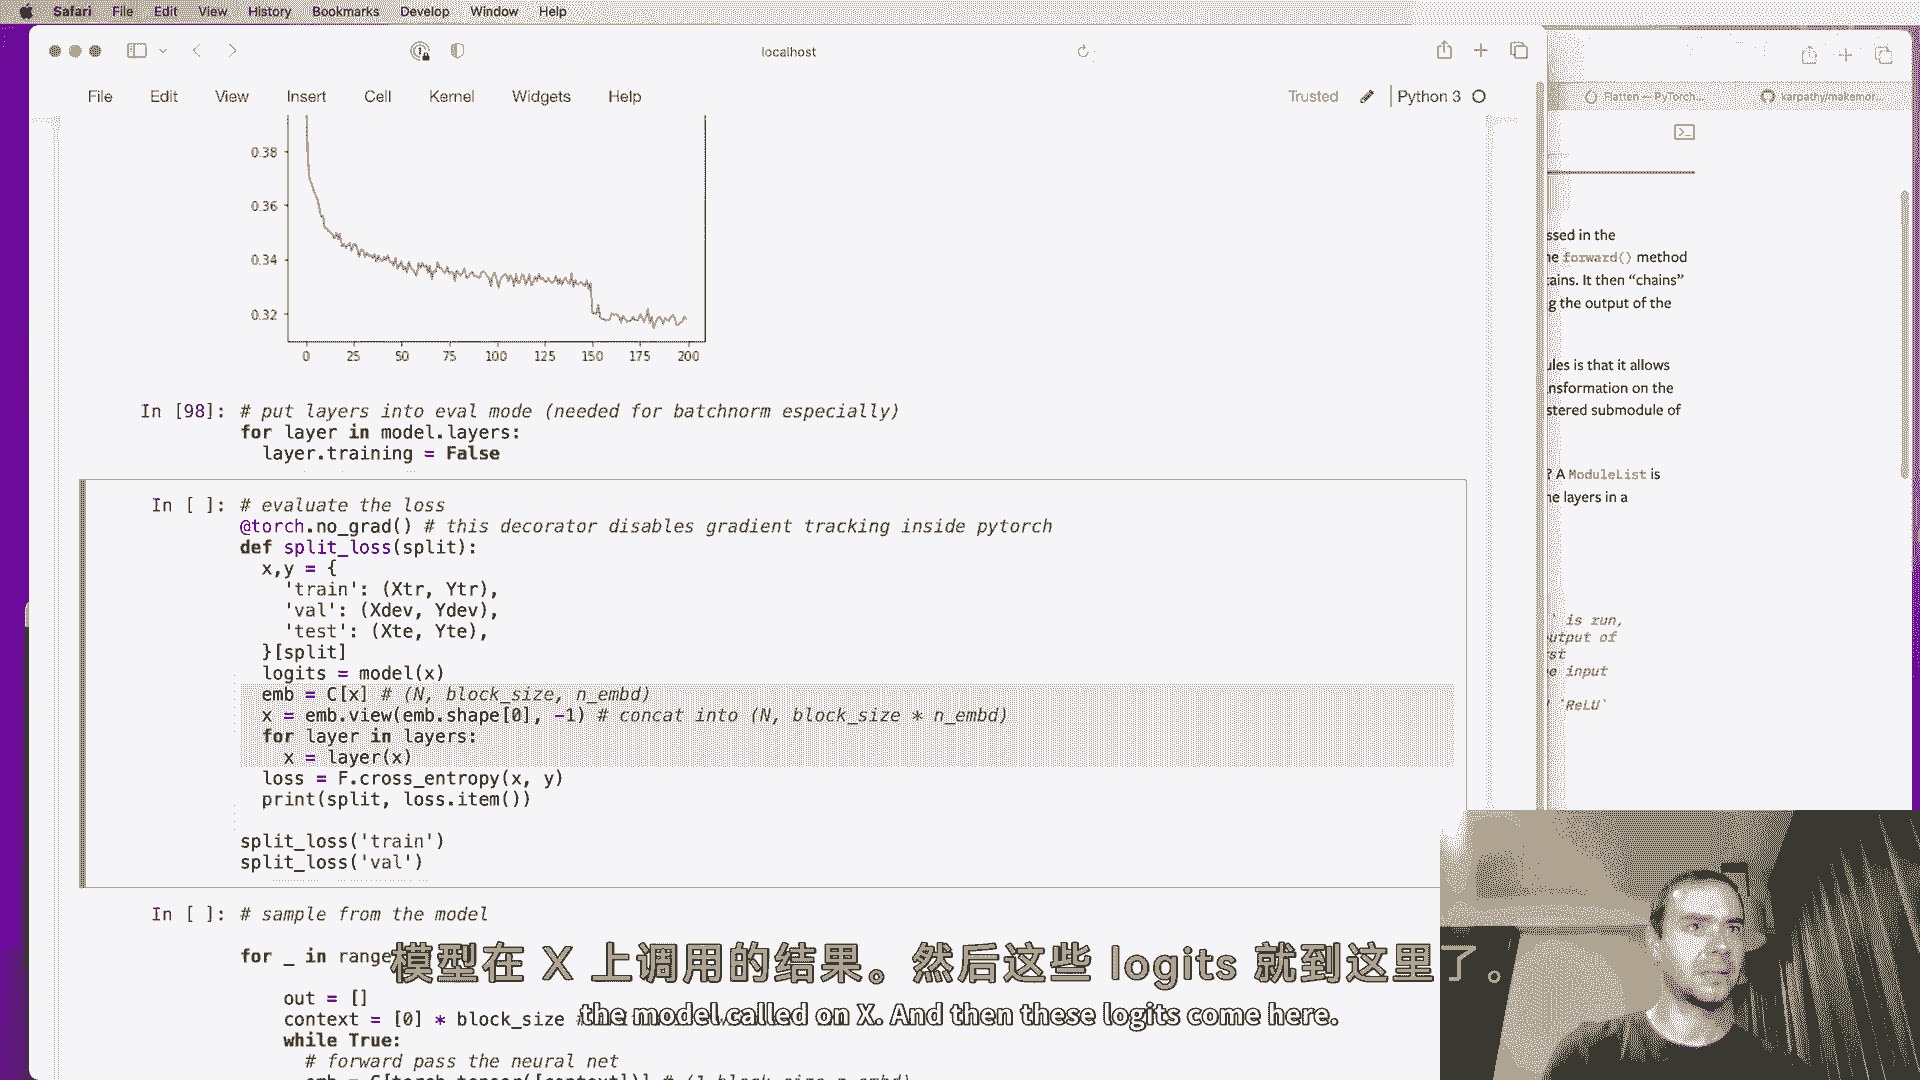 Safari File Edit View History Bookmarks Develop Window Help
localhost
File Edit View Insert Cell Kernel Widgets Help
Trusted Python 3
Flatten — PyTorch...
karpathy/makemor...
0.38
0.36
0.34
0.32
0 25 50 75 100 125 150 175 200
In [98]: # put layers into eval mode (needed for batchnorm especially)
for layer in model.layers:
layer.training = False
In [ ]: # evaluate the loss
@torch.no_grad() # this decorator disables gradient tracking inside pytorch
def split_loss(split):
x,y = {
'train': (Xtr, Ytr),
'val': (Xdev, Ydev),
'test': (Xte, Yte),
}[split]
logits = model(x)
emb = C[x] # (N, block_size, n_embd)
x = emb.view(emb.shape[0], -1) # concat into (N, block_size * n_embd)
for layer in layers:
x = layer(x)
loss = F.cross_entropy(x, y)
print(split, loss.item())
split_loss('train')
split_loss('val')
In [ ]: # sample from the model
for _ in range
out = []
context = [0] * block_size
while True:
# forward pass the neural net
ssed in the
forward() method
tains. It then “chains”
g the output of the
ules is that it allows
nsformation on the
stered submodule of
? A ModuleList is
he layers in a
is run,
utput of
rst
input
`ReLU`
模型在 X 上调用的结果。然后这些 logits 就到这里了。
the model called on X. And then these logits come here.